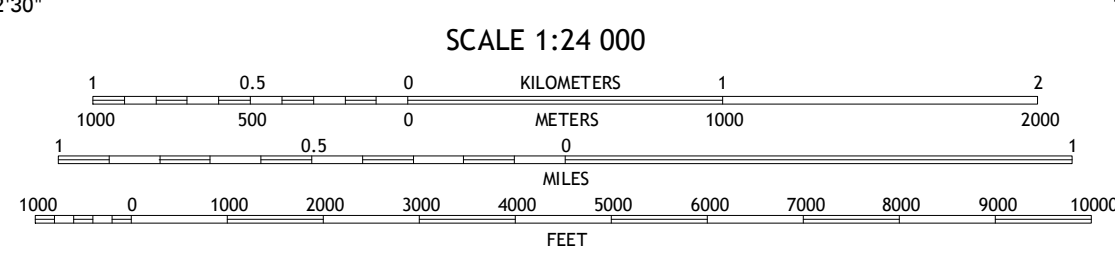 2'30"
SCALE 1:24 000
1 0.5 0 KILOMETERS 1 2
1000 500 0 METERS 1000 2000
1 0.5 0 1
MILES
1000 0 1000 2000 3000 4000 5000 6000 7000 8000 9000 10000
FEET